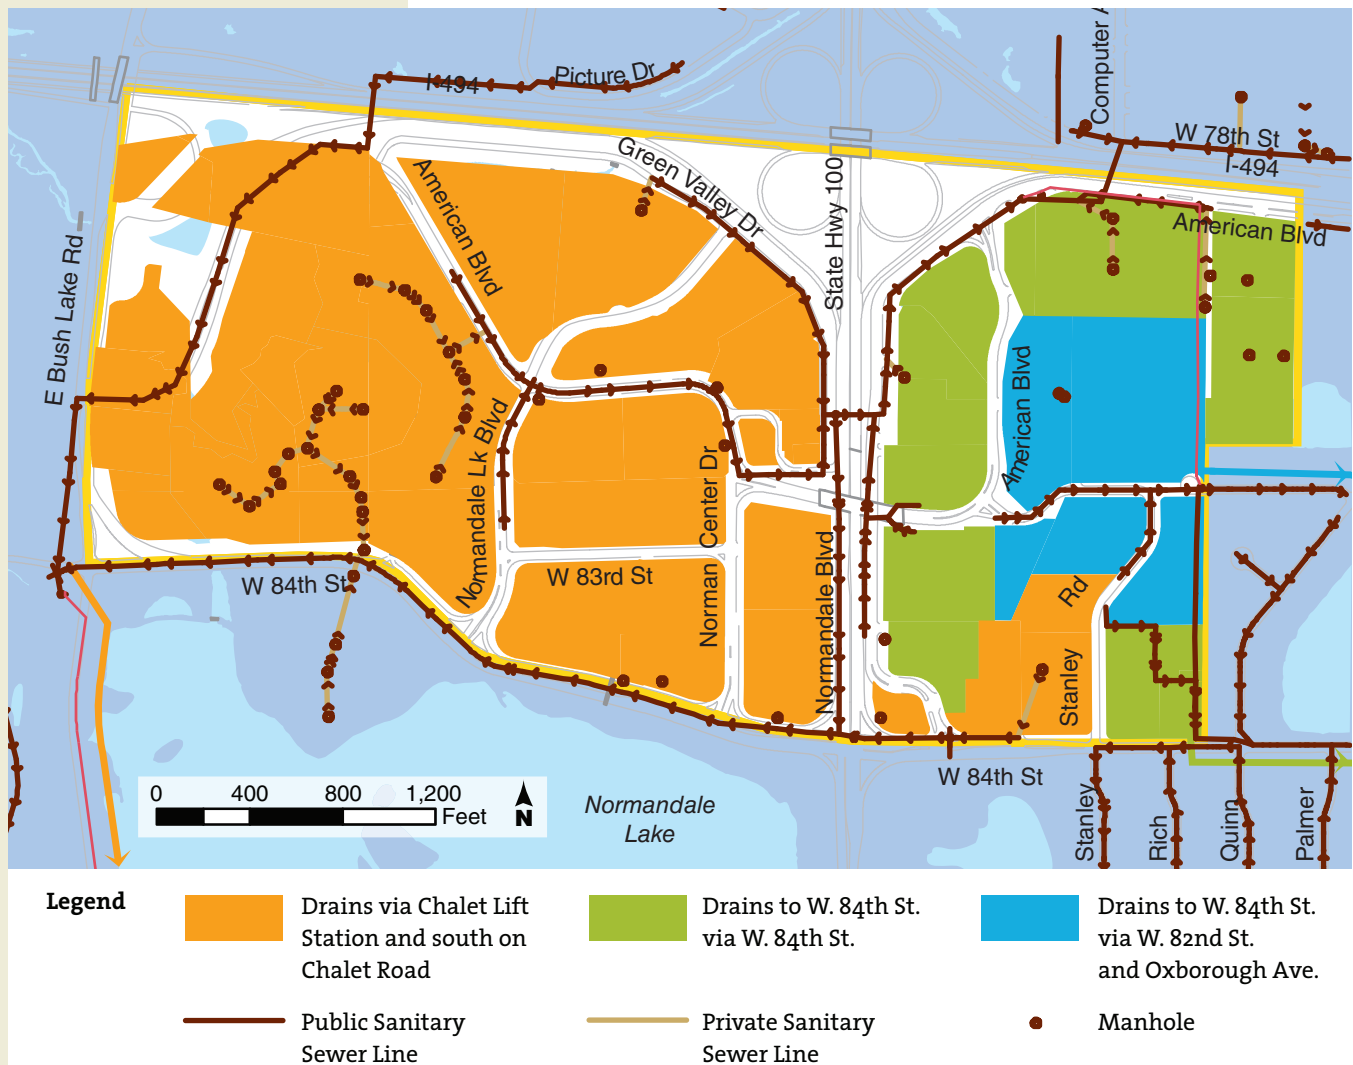 I-494
Picture Dr
Computer A
W 78th St
I-494
Green Valley Dr
American Blvd
State Hwy 100
American Blvd
E Bush Lake Rd
American Blvd
Normandale Lk Blvd
Norman Center Dr
W 83rd St
Normandale Blvd
W 84th St
Rd
Stanley
W 84th St
0 400 800 1,200
Feet
N
Normandale
Lake
Stanley
Rich
Quinn
Palmer
Legend
Drains via Chalet Lift
Station and south on
Chalet Road
Drains to W. 84th St.
via W. 84th St.
Drains to W. 84th St.
via W. 82nd St.
and Oxborough Ave.
Public Sanitary
Sewer Line
Private Sanitary
Sewer Line
Manhole